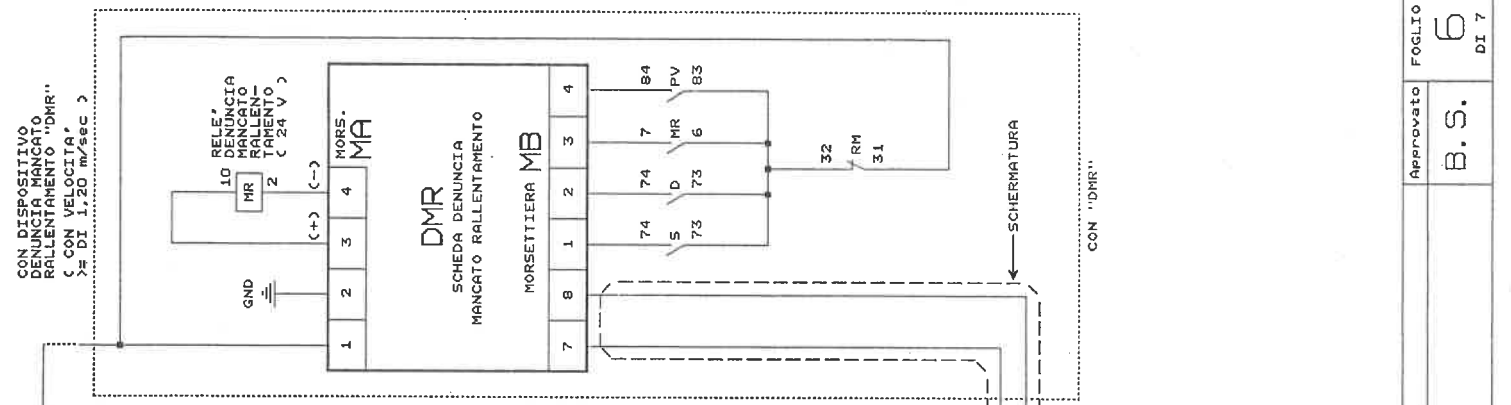 CON DISPOSITIVO
DENUNCIA MANCATO
RALLENTAMENTO "DMR"
( CON VELOCITA'
>= DI 1,20 m/sec )
RELE'
DENUNCIA
MANCATO
RALLEN-
TAMENTO
( 24 V )
10
MR
2
(+)
(-)
GND
MORS.
MA
1
2
3
4
DMR
SCHEDA DENUNCIA
MANCATO RALLENTAMENTO
MORSETTIERA MB
7
8
1
2
3
4
74
S
73
74
D
73
7
MR
6
84
PV
83
32
RM
31
SCHERMATURA
CON "DMR"
Approvato
B.S.
FOGLIO
6
DI 7